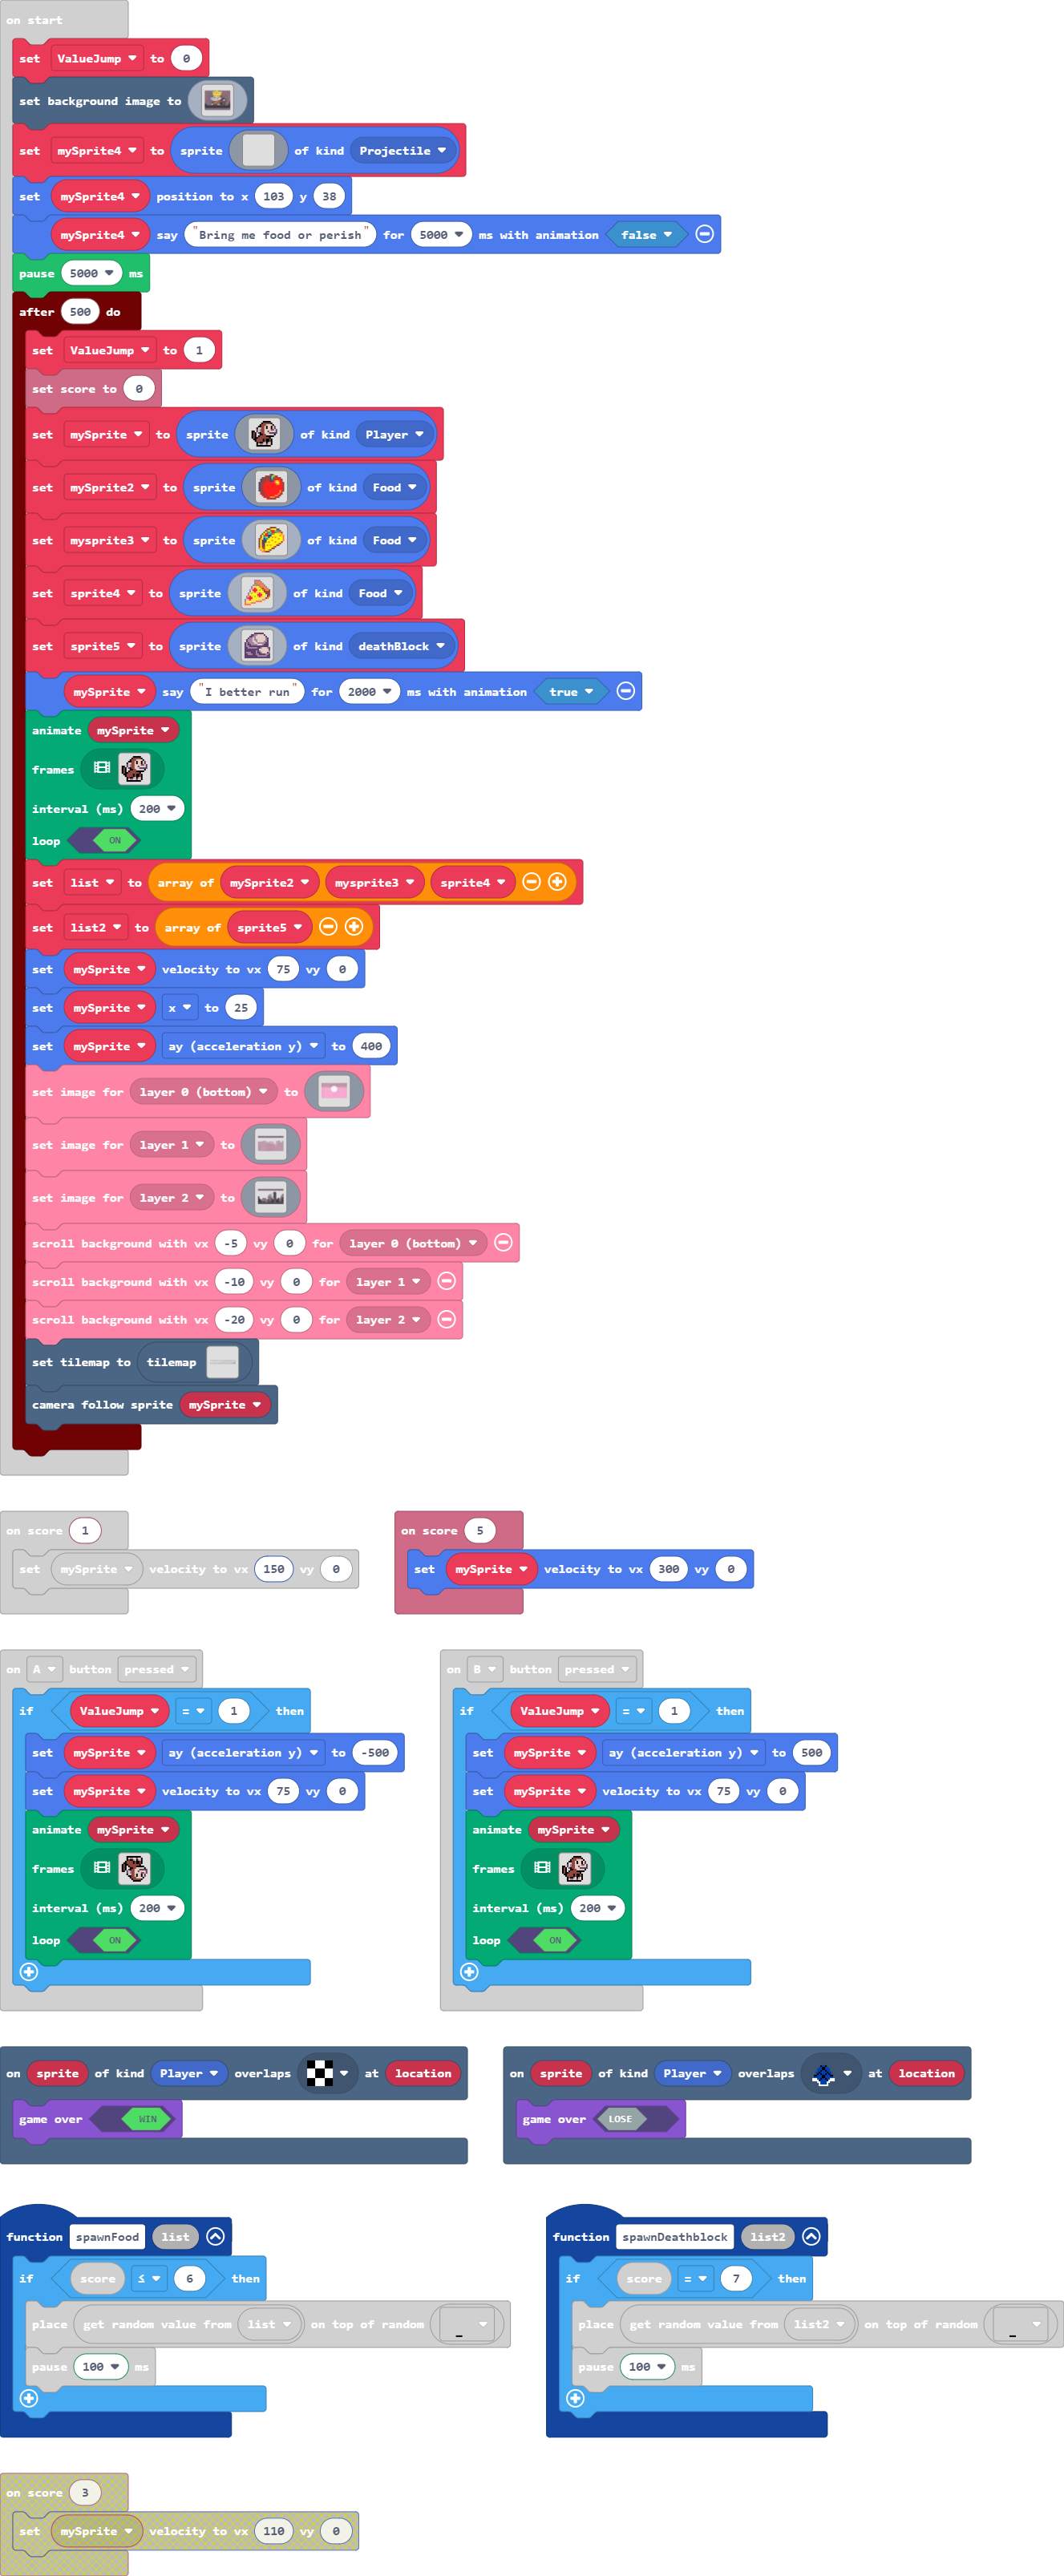 on start
set ValueJump to 0
set background image to
set mySprite4 to sprite of kind Projectile
set mySprite4 position to x 103 y 38
mySprite4 say "Bring me food or perish" for 5000 ms with animation false
pause 5000 ms
after 500 do
set ValueJump to 1
set score to 0
set mySprite to sprite of kind Player
set mySprite2 to sprite of kind Food
set mysprite3 to sprite of kind Food
set sprite4 to sprite of kind Food
set sprite5 to sprite of kind deathBlock
mySprite say "I better run" for 2000 ms with animation true
animate mySprite
frames
interval (ms) 200
loop ON
set list to array of mySprite2 mysprite3 sprite4
set list2 to array of sprite5
set mySprite velocity to vx 75 vy 0
set mySprite x to 25
set mySprite ay (acceleration y) to 400
set image for layer 0 (bottom) to
set image for layer 1 to
set image for layer 2 to
scroll background with vx -5 vy 0 for layer 0 (bottom)
scroll background with vx -10 vy 0 for layer 1
scroll background with vx -20 vy 0 for layer 2
set tilemap to tilemap
camera follow sprite mySprite
on score 1
set mySprite velocity to vx 150 vy 0
on score 5
set mySprite velocity to vx 300 vy 0
on A button pressed
if ValueJump = 1 then
set mySprite ay (acceleration y) to -500
set mySprite velocity to vx 75 vy 0
animate mySprite
frames
interval (ms) 200
loop ON
on B button pressed
if ValueJump = 1 then
set mySprite ay (acceleration y) to 500
set mySprite velocity to vx 75 vy 0
animate mySprite
frames
interval (ms) 200
loop ON
on sprite of kind Player overlaps at location
game over WIN
on sprite of kind Player overlaps at location
game over LOSE
function spawnFood list
if score ≤ 6 then
place get random value from list on top of random
pause 100 ms
function spawnDeathblock list2
if score = 7 then
place get random value from list2 on top of random
pause 100 ms
on score 3
set mySprite velocity to vx 110 vy 0